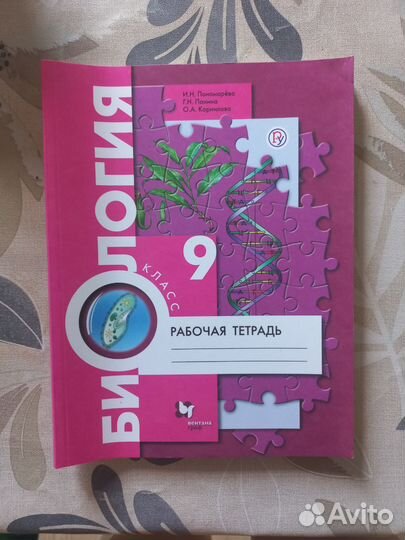 И.Н. Пономарёва
Г.Н. Панина
О.А. Корнилова
БИОЛОГИЯ
9
КЛАСС
РАБОЧАЯ ТЕТРАДЬ
вентана
граф
Avito